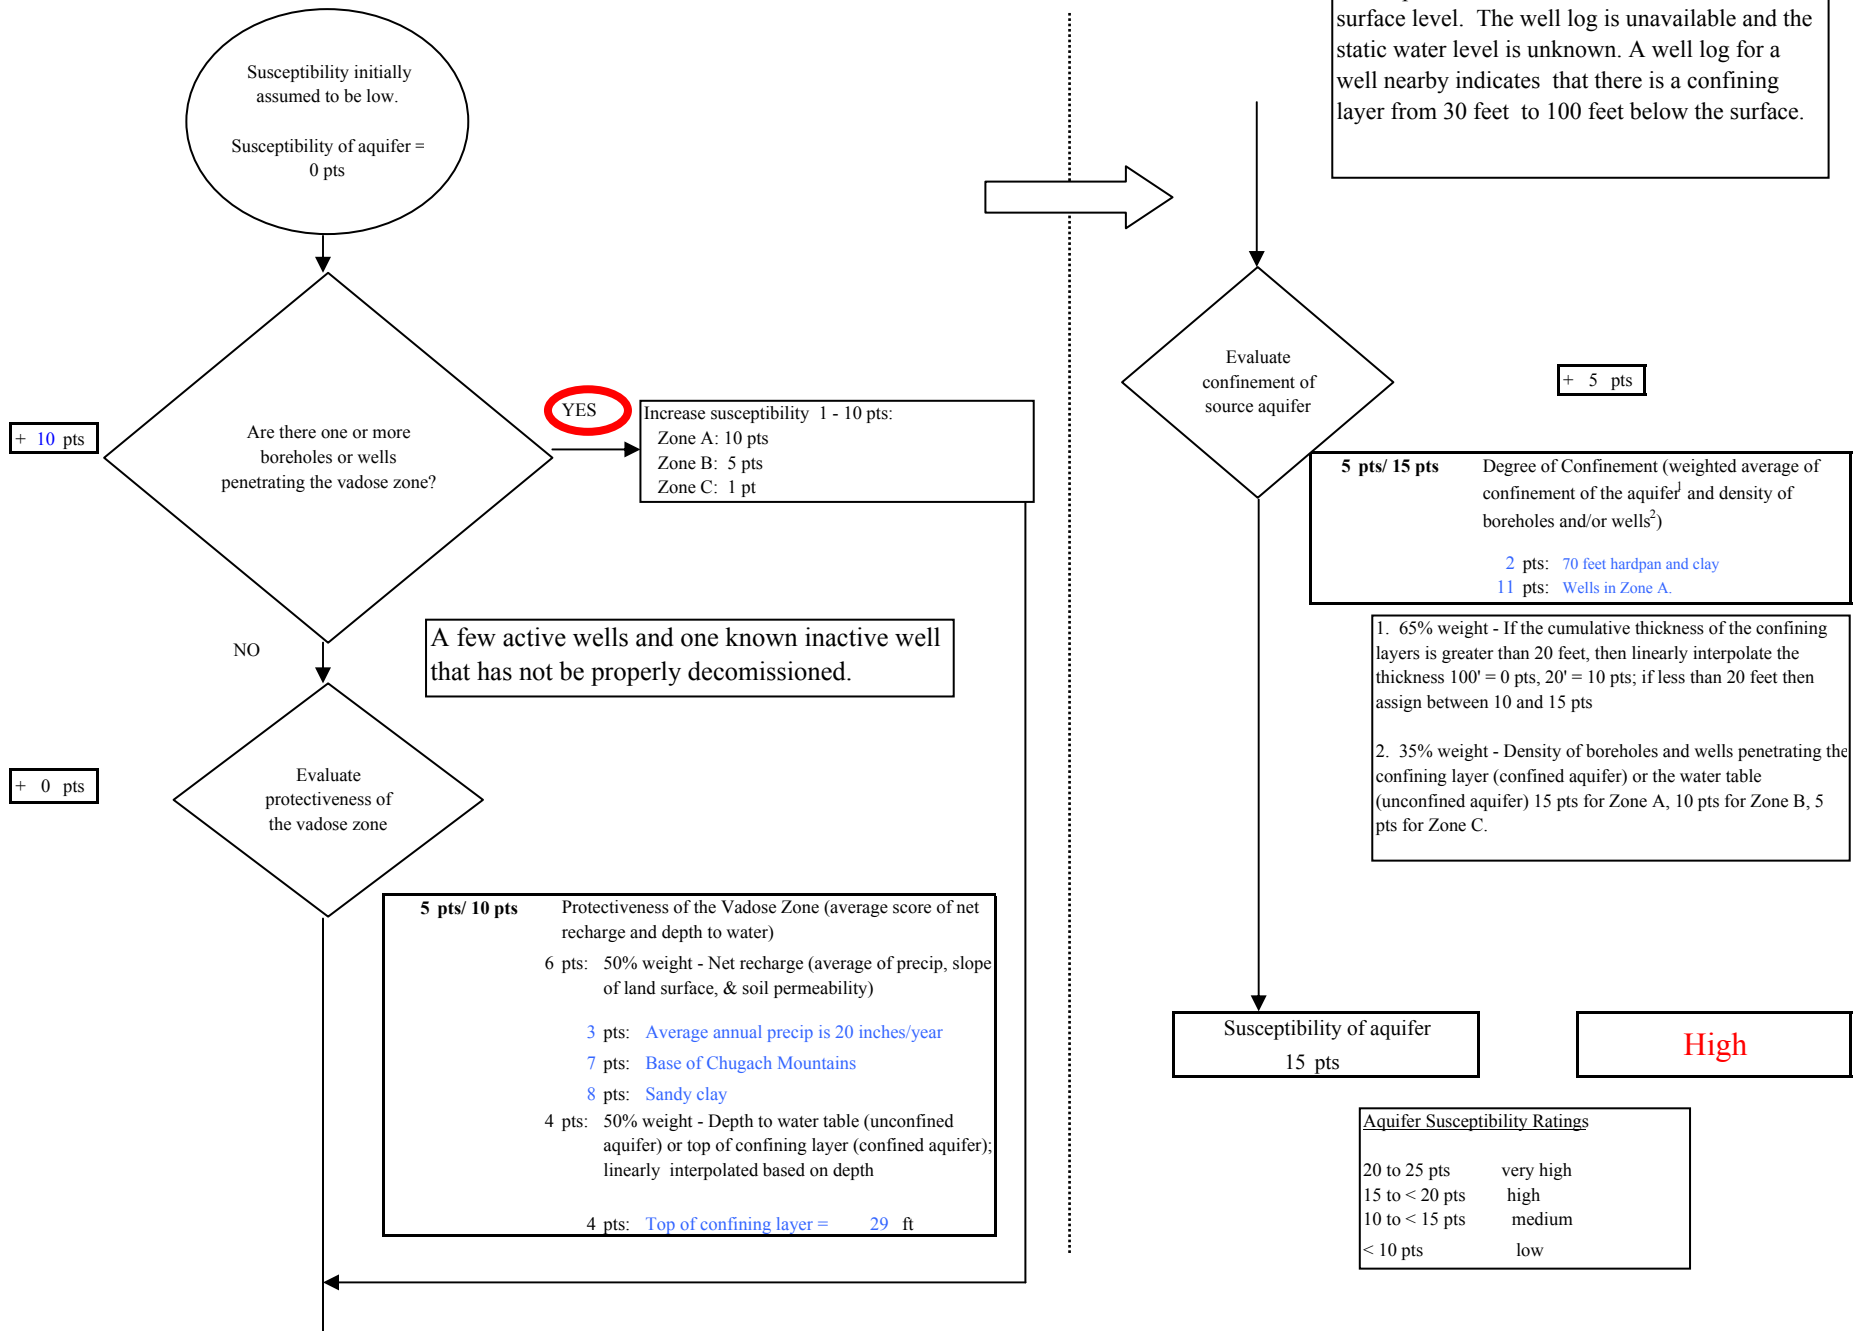 Susceptibility initially
assumed to be low.
Susceptibility of aquifer =
0 pts
+ 10 pts
Are there one or more
boreholes or wells
penetrating the vadose zone?
YES
Increase susceptibility 1 - 10 pts:
Zone A: 10 pts
Zone B: 5 pts
Zone C: 1 pt
NO
A few active wells and one known inactive well
that has not be properly decomissioned.
+ 0 pts
Evaluate
protectiveness of
the vadose zone
5 pts/ 10 pts Protectiveness of the Vadose Zone (average score of net
recharge and depth to water)
6 pts: 50% weight - Net recharge (average of precip, slope
of land surface, & soil permeability)
3 pts: Average annual precip is 20 inches/year
7 pts: Base of Chugach Mountains
8 pts: Sandy clay
4 pts: 50% weight - Depth to water table (unconfined
aquifer) or top of confining layer (confined aquifer);
linearly interpolated based on depth
4 pts: Top of confining layer = 29 ft
surface level. The well log is unavailable and the
static water level is unknown. A well log for a
well nearby indicates that there is a confining
layer from 30 feet to 100 feet below the surface.
Evaluate
confinement of
source aquifer
+ 5 pts
5 pts/ 15 pts Degree of Confinement (weighted average of
confinement of the aquifer1 and density of
boreholes and/or wells2)
2 pts: 70 feet hardpan and clay
11 pts: Wells in Zone A.
1. 65% weight - If the cumulative thickness of the confining
layers is greater than 20 feet, then linearly interpolate the
thickness 100' = 0 pts, 20' = 10 pts; if less than 20 feet then
assign between 10 and 15 pts
2. 35% weight - Density of boreholes and wells penetrating the
confining layer (confined aquifer) or the water table
(unconfined aquifer) 15 pts for Zone A, 10 pts for Zone B, 5
pts for Zone C.
Susceptibility of aquifer
15 pts
High
Aquifer Susceptibility Ratings
20 to 25 pts very high
15 to < 20 pts high
10 to < 15 pts medium
< 10 pts low